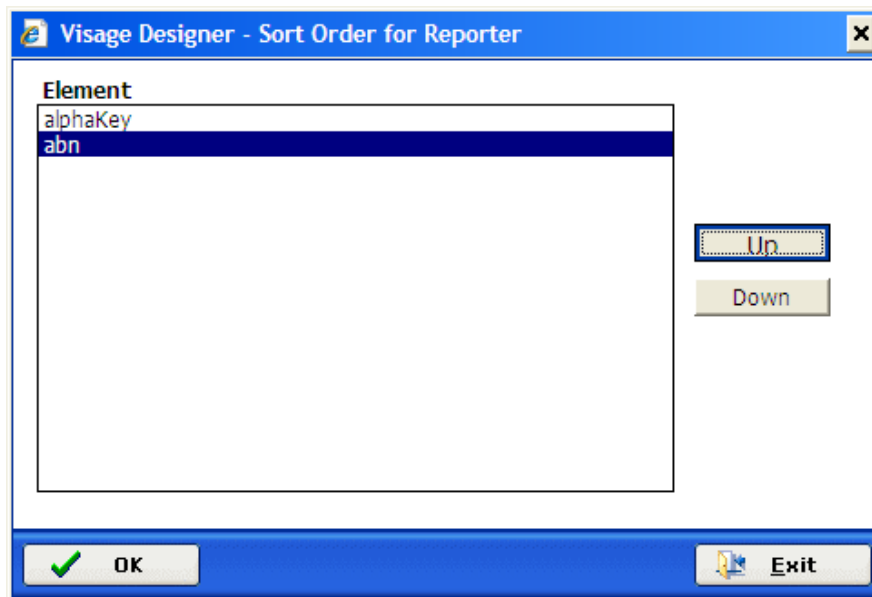 Visage Designer - Sort Order for Reporter
Element
alphaKey
abn
Up
Down
OK
Exit